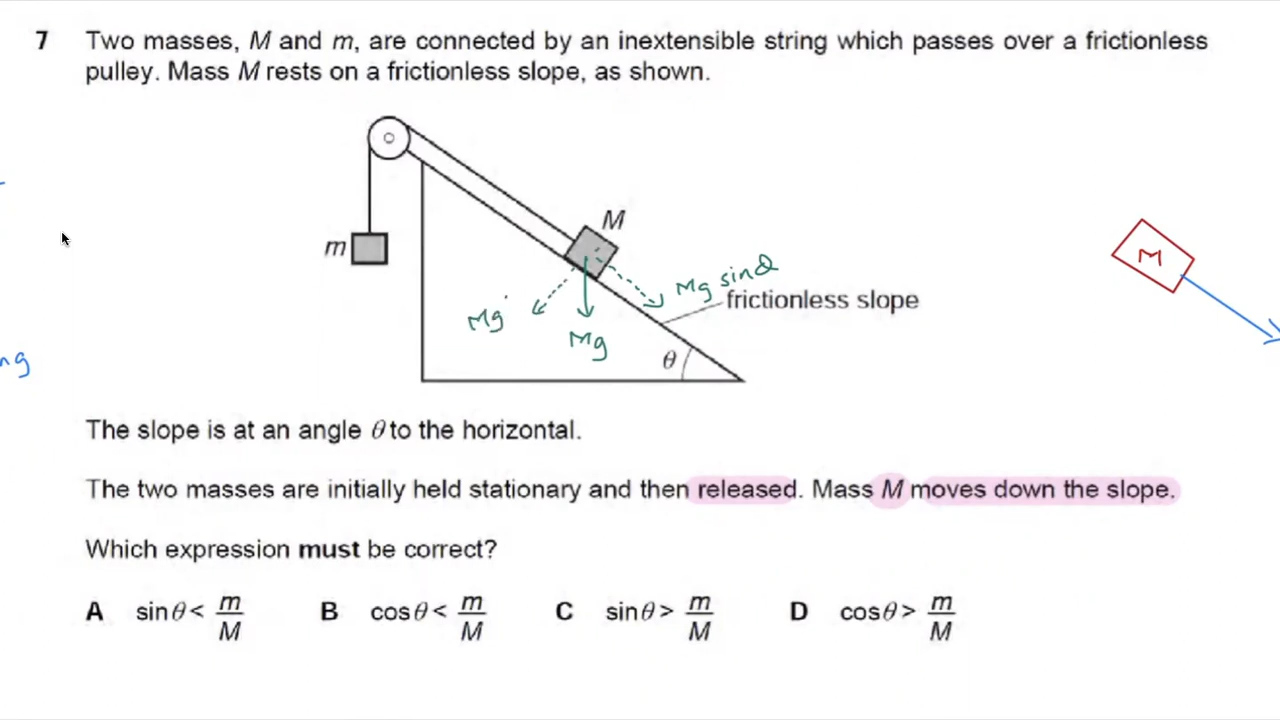 7 Two masses, M and m, are connected by an inextensible string which passes over a frictionless
pulley. Mass M rests on a frictionless slope, as shown.
M
m
Mg sinθ
frictionless slope
M
Mg
Mg
θ
mg
The slope is at an angle θ to the horizontal.
The two masses are initially held stationary and then released. Mass M moves down the slope.
Which expression must be correct?
A sinθ < m/M B cosθ < m/M C sinθ > m/M D cosθ > m/M